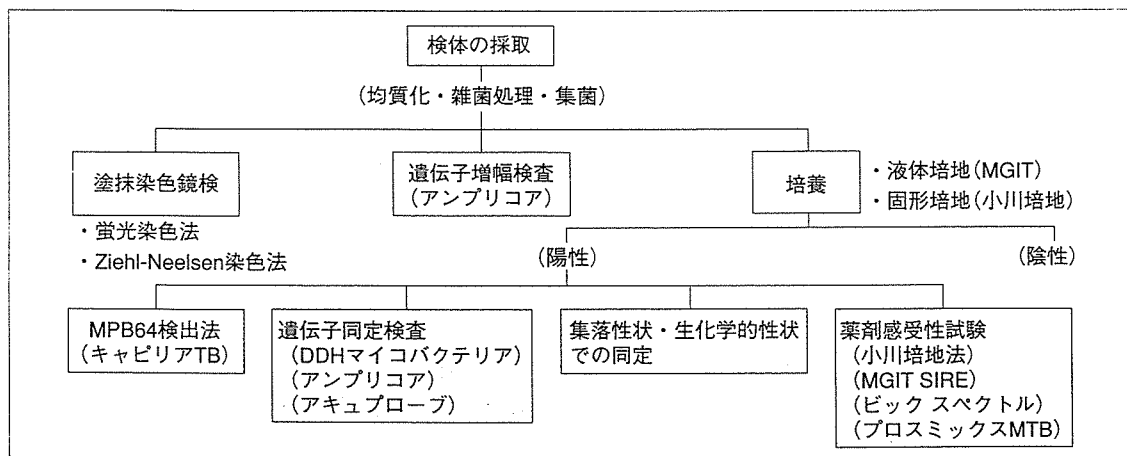 検体の採取
(均質化・雑菌処理・集菌)
塗抹染色鏡検
・蛍光染色法
・Ziehl-Neelsen染色法
遺伝子増幅検査
(アンプリコア)
培養
・液体培地(MGIT)
・固形培地(小川培地)
(陽性)
(陰性)
MPB64検出法
(キャピリアTB)
遺伝子同定検査
(DDHマイコバクテリア)
(アンプリコア)
(アキュプローブ)
集落性状・生化学的性状
での同定
薬剤感受性試験
(小川培地法)
(MGIT SIRE)
(ビック スペクトル)
(プロスミックスMTB)